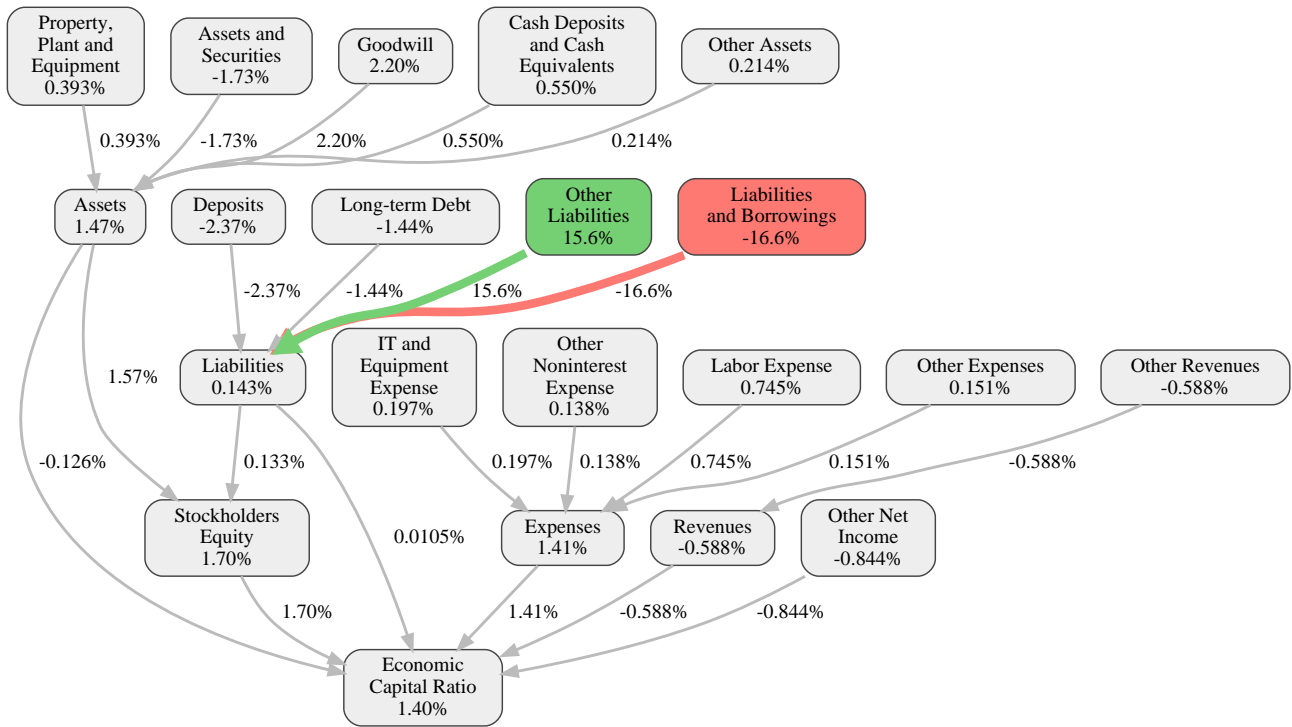 Property,
Plant and
Equipment
0.393%
Assets and
Securities
-1.73%
Goodwill
2.20%
Cash Deposits
and Cash
Equivalents
0.550%
Other Assets
0.214%
0.393%
-1.73%
2.20%
0.550%
0.214%
Assets
1.47%
Deposits
-2.37%
Long-term Debt
-1.44%
Other
Liabilities
15.6%
Liabilities
and Borrowings
-16.6%
-2.37%
-1.44%
15.6%
-16.6%
1.57%
Liabilities
0.143%
IT and
Equipment
Expense
0.197%
Other
Noninterest
Expense
0.138%
Labor Expense
0.745%
Other Expenses
0.151%
Other Revenues
-0.588%
-0.126%
0.133%
0.197%
0.138%
0.745%
0.151%
-0.588%
Stockholders
Equity
1.70%
0.0105%
Expenses
1.41%
Revenues
-0.588%
Other Net
Income
-0.844%
1.70%
1.41%
-0.588%
-0.844%
Economic
Capital Ratio
1.40%